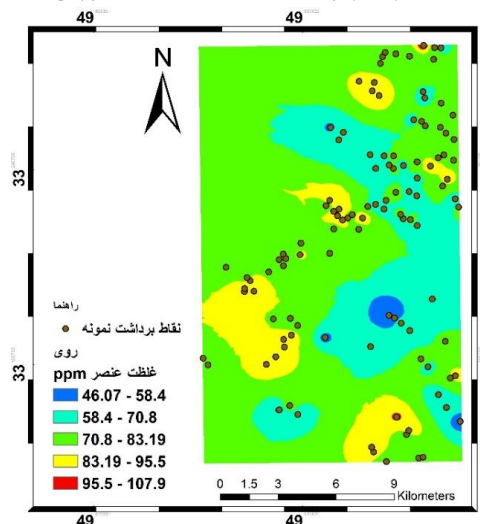 49
49
N
33
33
راهنما
نقاط برداشت نمونه
روی
غلظت عنصر ppm
46.07 - 58.4
58.4 - 70.8
70.8 - 83.19
83.19 - 95.5
95.5 - 107.9
0 1.5 3 6 9
Kilometers
49
49